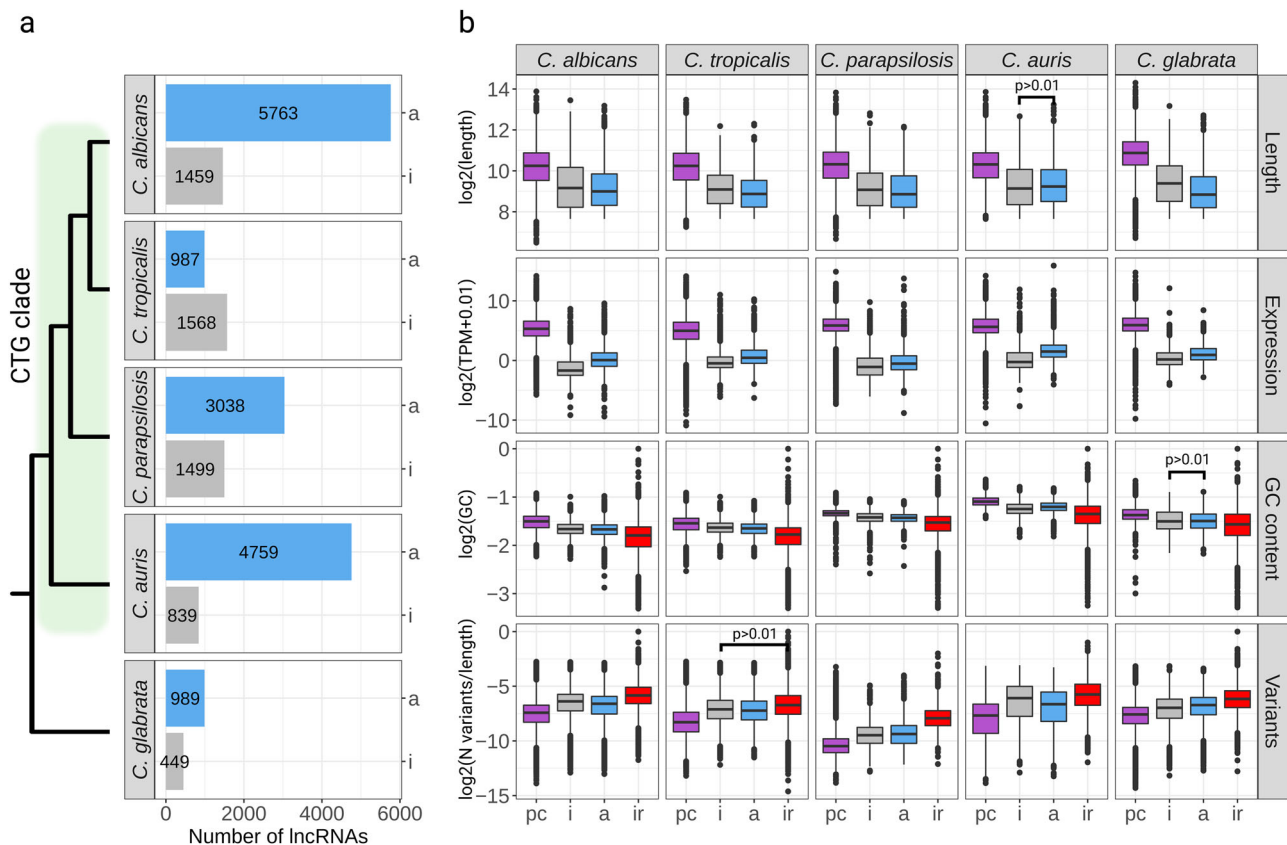 a
CTG clade
C. albicans
5763
a
1459
i
C. tropicalis
987
a
1568
i
C. parapsilosis
3038
a
1499
i
C. auris
4759
a
839
i
C. glabrata
989
a
449
i
0 2000 4000 6000
Number of lncRNAs
b
C. albicans C. tropicalis C. parapsilosis C. auris C. glabrata
log2(length)
14
12
10
8
p>0.01
Length
log2(TPM+0.01)
10
0
−10
Expression
log2(GC)
0
−1
−2
−3
p>0.01
GC content
log2(N variants/length)
0
−5
−10
−15
p>0.01
Variants
pc i a ir pc i a ir pc i a ir pc i a ir pc i a ir